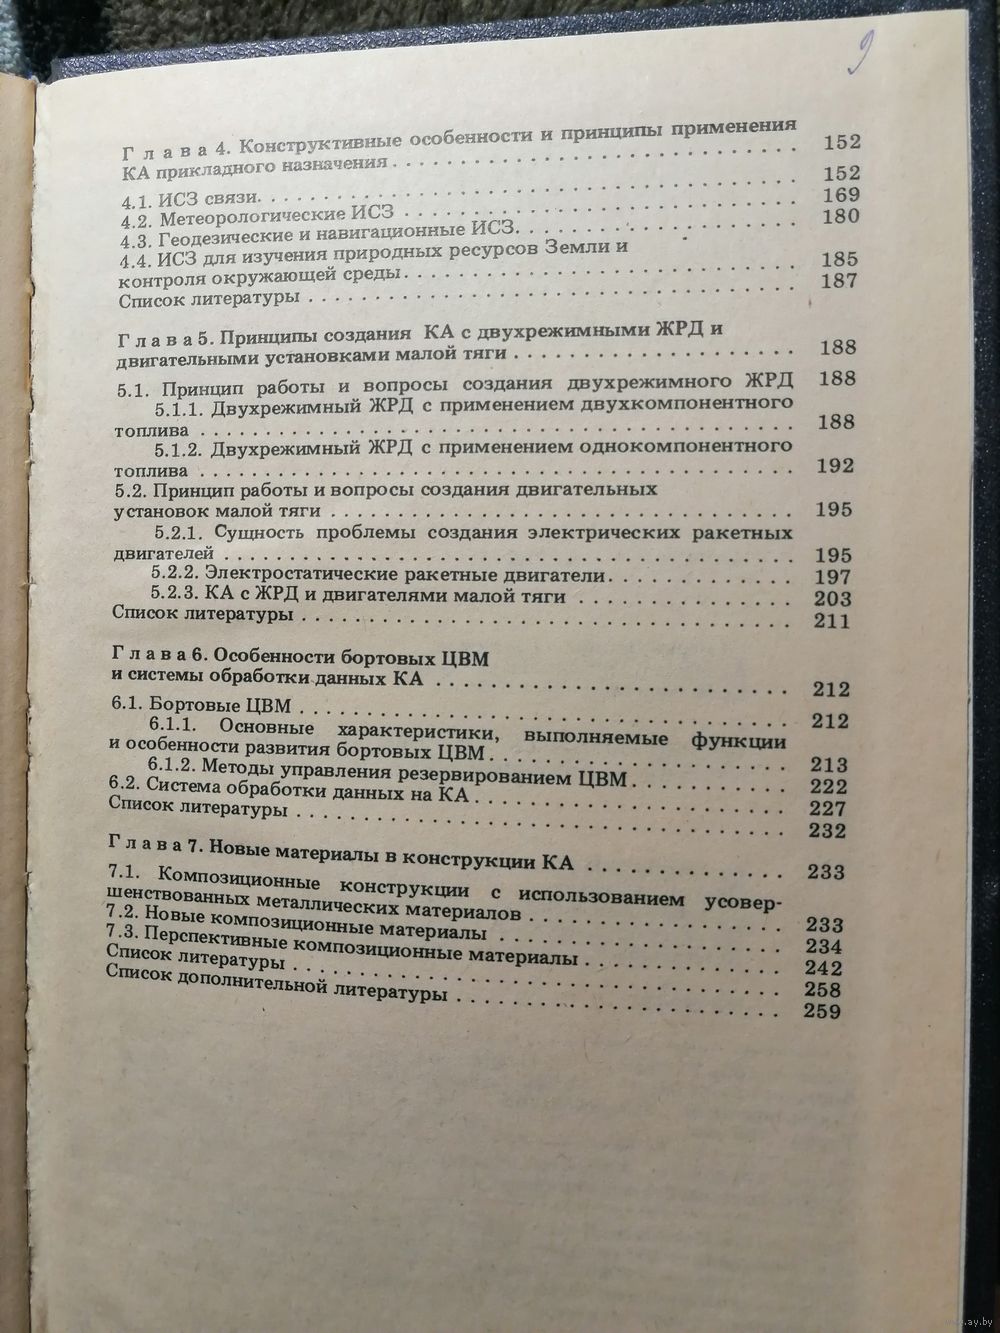 9
Глава 4. Конструктивные особенности и принципы применения
КА прикладного назначения . . . . . . . . . . . . . . . . . . . . 152
4.1. ИСЗ связи. . . . . . . . . . . . . . . . . . . . . . . . . . 152
4.2. Метеорологические ИСЗ . . . . . . . . . . . . . . . . . . . . 169
4.3. Геодезические и навигационные ИСЗ. . . . . . . . . . . . . . . 180
4.4. ИСЗ для изучения природных ресурсов Земли и
контроля окружающей среды. . . . . . . . . . . . . . . . . . . . 185
Список литературы . . . . . . . . . . . . . . . . . . . . . . . . 187
Глава 5. Принципы создания КА с двухрежимными ЖРД и
двигательными установками малой тяги . . . . . . . . . . . . . . . 188
5.1. Принцип работы и вопросы создания двухрежимного ЖРД 188
5.1.1. Двухрежимный ЖРД с применением двухкомпонентного
топлива . . . . . . . . . . . . . . . . . . . . . . . . . . . . 188
5.1.2. Двухрежимный ЖРД с применением однокомпонентного
топлива . . . . . . . . . . . . . . . . . . . . . . . . . . . . 192
5.2. Принцип работы и вопросы создания двигательных
установок малой тяги . . . . . . . . . . . . . . . . . . . . . . 195
5.2.1. Сущность проблемы создания электрических ракетных
двигателей . . . . . . . . . . . . . . . . . . . . . . . . . . . 195
5.2.2. Электростатические ракетные двигатели. . . . . . . . . . . 197
5.2.3. КА с ЖРД и двигателями малой тяги . . . . . . . . . . . . 203
Список литературы . . . . . . . . . . . . . . . . . . . . . . . . 211
Глава 6. Особенности бортовых ЦВМ
и системы обработки данных КА . . . . . . . . . . . . . . . . . . 212
6.1. Бортовые ЦВМ . . . . . . . . . . . . . . . . . . . . . . . . 212
6.1.1. Основные характеристики, выполняемые функции
и особенности развития бортовых ЦВМ. . . . . . . . . . . . . . . 213
6.1.2. Методы управления резервированием ЦВМ. . . . . . . . . . 222
6.2. Система обработки данных на КА . . . . . . . . . . . . . . . 227
Список литературы . . . . . . . . . . . . . . . . . . . . . . . . 232
Глава 7. Новые материалы в конструкции КА . . . . . . . . . . . . 233
7.1. Композиционные конструкции с использованием усовер-
шенствованных металлических материалов . . . . . . . . . . . . . 233
7.2. Новые композиционные материалы . . . . . . . . . . . . . . . 234
7.3. Перспективные композиционные материалы . . . . . . . . . . . 242
Список литературы . . . . . . . . . . . . . . . . . . . . . . . . 258
Список дополнительной литературы . . . . . . . . . . . . . . . . 259
www.ay.by